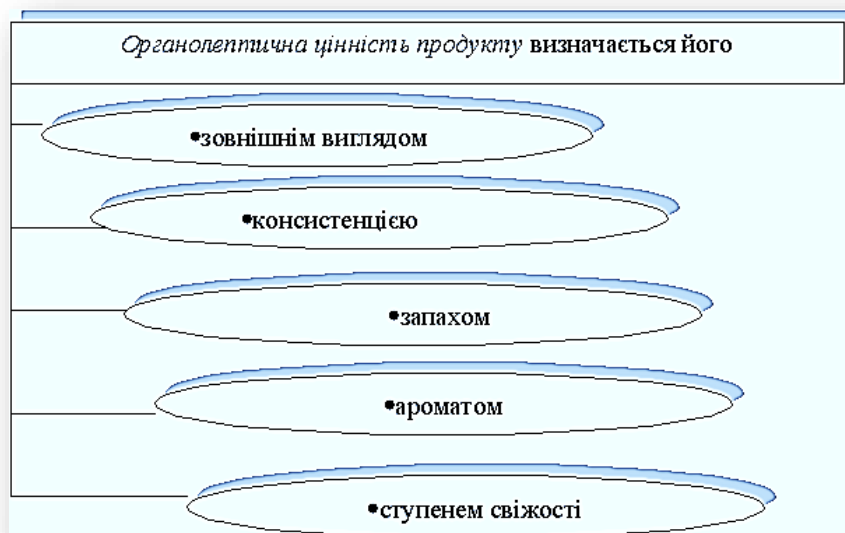 Органолептична цінність продукту визначається його
•зовнішнім виглядом
•консистенцією
•запахом
•ароматом
•ступенем свіжості